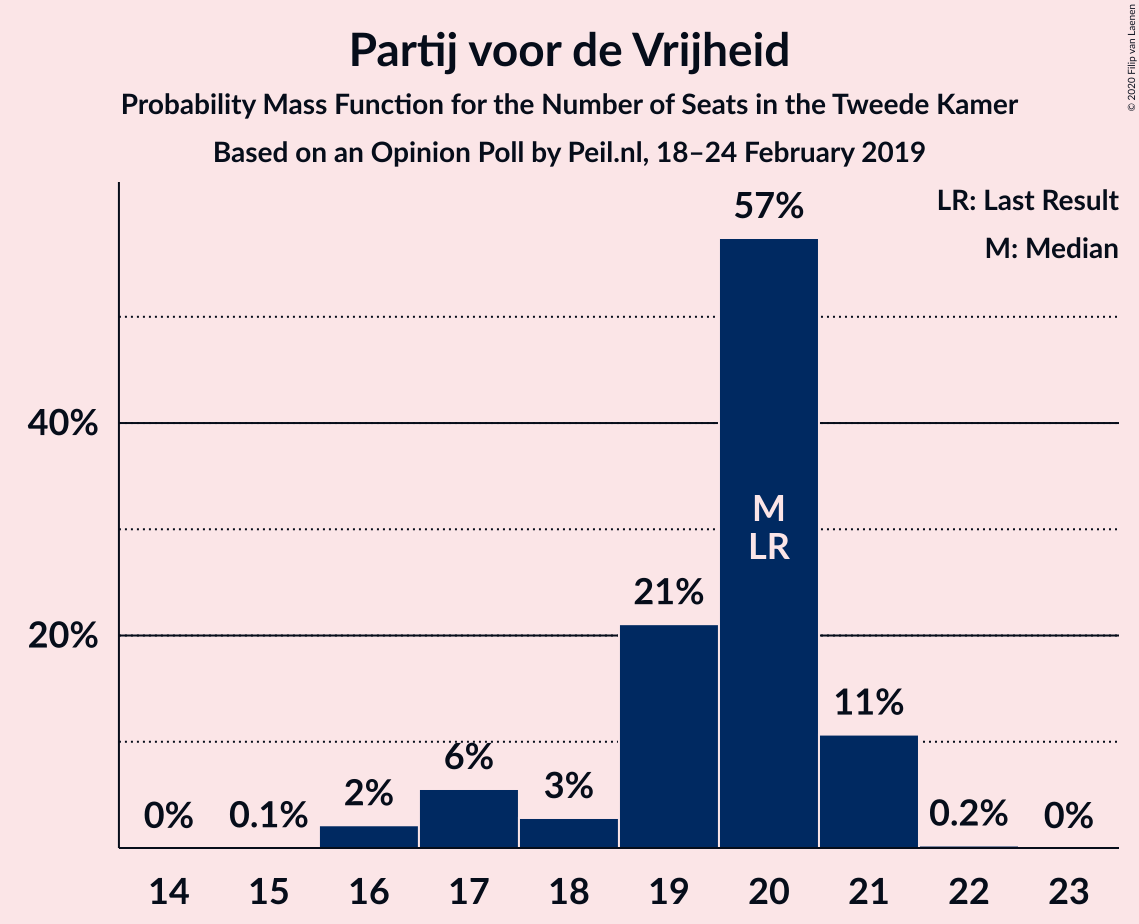 Partij voor de Vrijheid
Probability Mass Function for the Number of Seats in the Tweede Kamer
Based on an Opinion Poll by Peil.nl, 18–24 February 2019
© 2020 Filip van Laenen
LR: Last Result
M: Median
57%
40%
M
LR
21%
20%
11%
6%
3%
2%
0%
0.1%
0.2%
0%
14 15 16 17 18 19 20 21 22 23